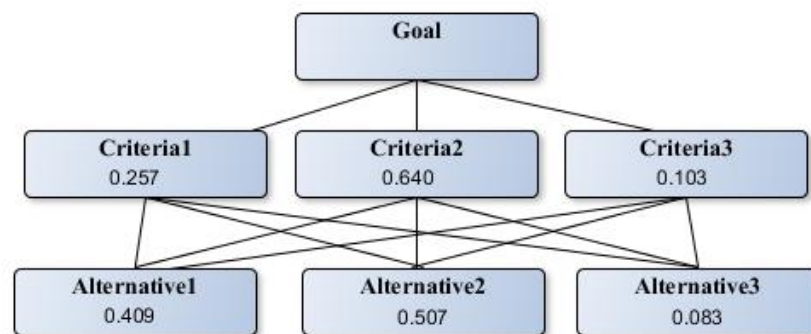 Goal
Criteria1 Criteria2 Criteria3
0.257 0.640 0.103
Alternative1 Alternative2 Alternative3
0.409 0.507 0.083